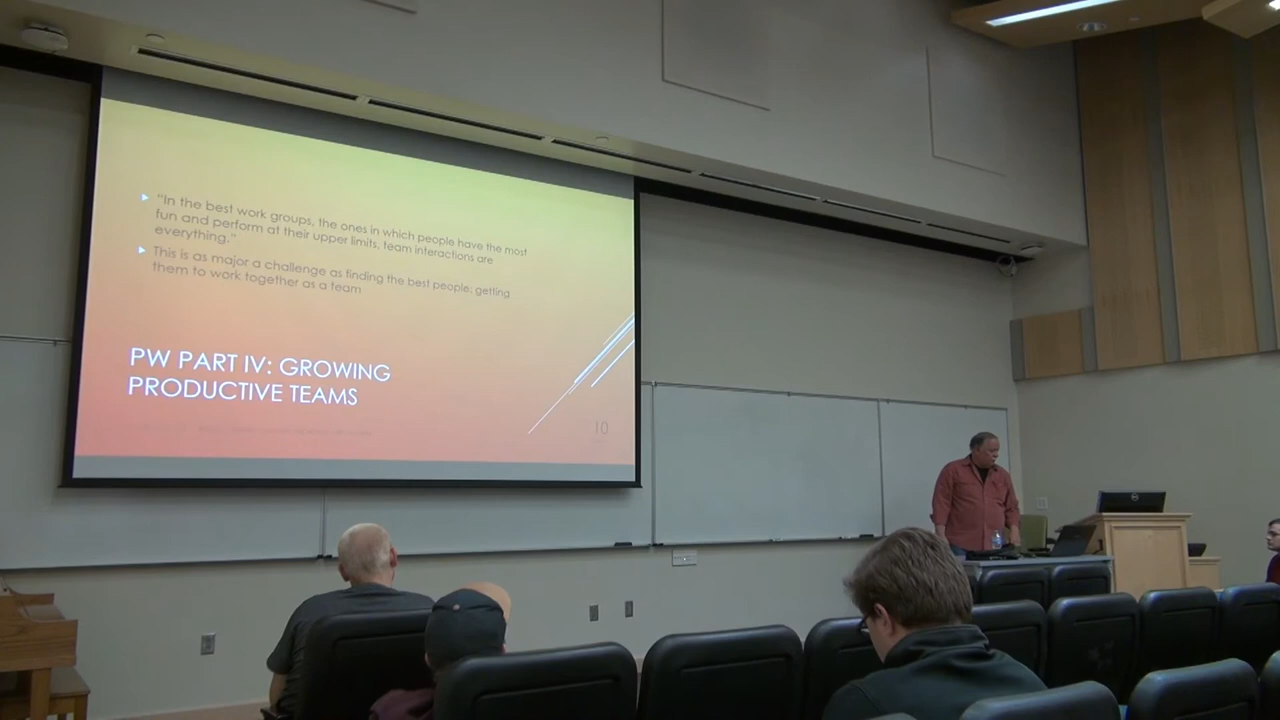 "In the best work groups, the ones in which people have the most
fun and perform at their upper limits, team interactions are
everything."
This is as major a challenge as finding the best people: getting
them to work together as a team
PW PART IV: GROWING
PRODUCTIVE TEAMS
10